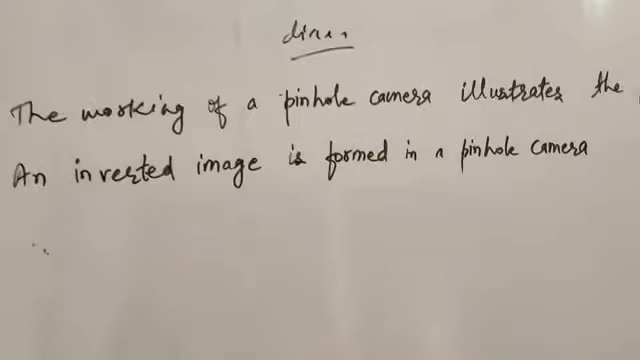 The working of a pinhole camera illustrates the
An inverted image is formed in a pinhole camera